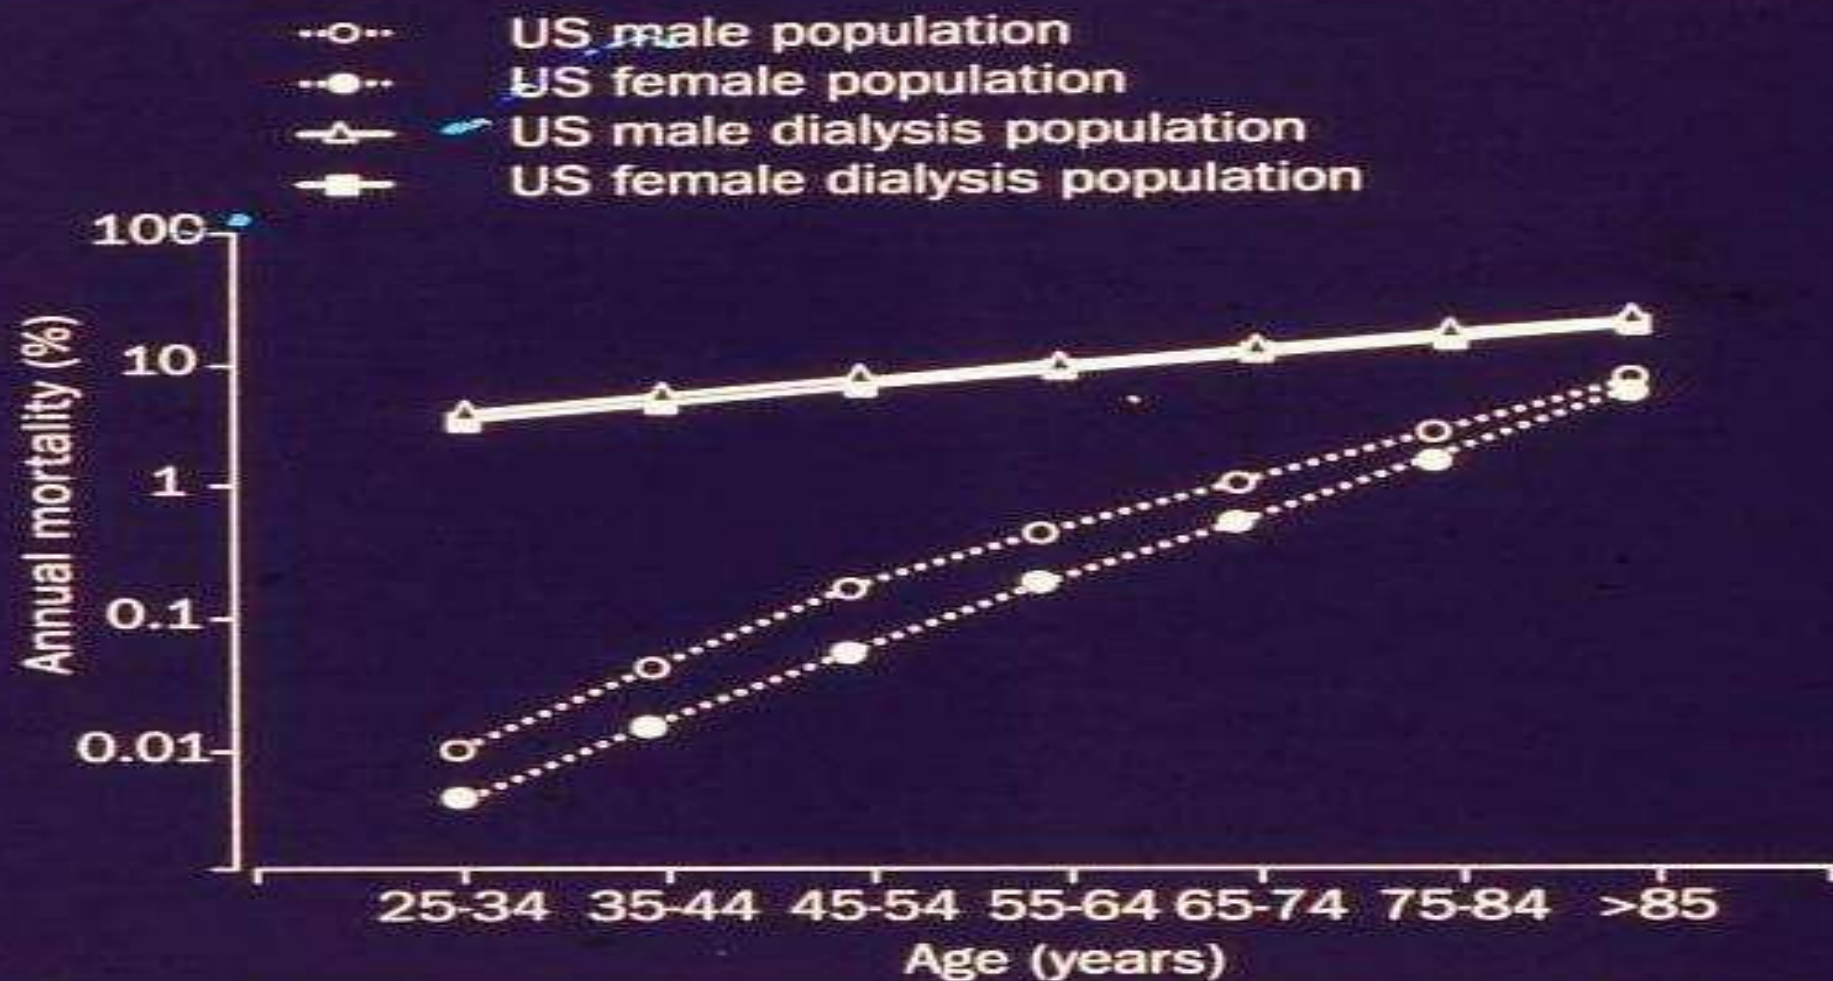 US male population
US female population
US male dialysis population
US female dialysis population
100
10
1
0.1
0.01
Annual mortality (%)
25-34 35-44 45-54 55-64 65-74 75-84 >85
Age (years)